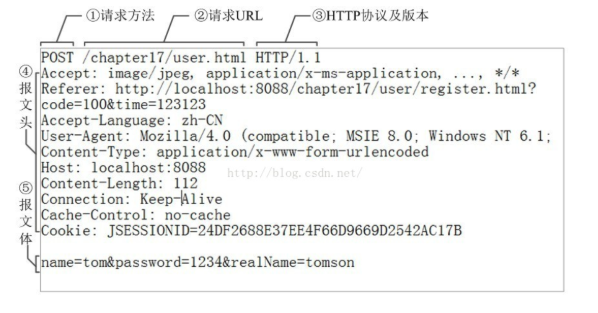 ①请求方法 ②请求URL ③HTTP协议及版本
POST /chapter17/user.html HTTP/1.1
④报文头
Accept: image/jpeg, application/x-ms-application, ..., */*
Referer: http://localhost:8088/chapter17/user/register.html?
code=100&time=123123
Accept-Language: zh-CN
User-Agent: Mozilla/4.0 (compatible; MSIE 8.0; Windows NT 6.1;
Content-Type: application/x-www-form-urlencoded
Host: localhost:8088
http://blog.csdn.net/
Content-Length: 112
Connection: Keep-Alive
Cache-Control: no-cache
Cookie: JSESSIONID=24DF2688E37EE4F66D9669D2542AC17B
⑤报文体
name=tom&password=1234&realName=tomson